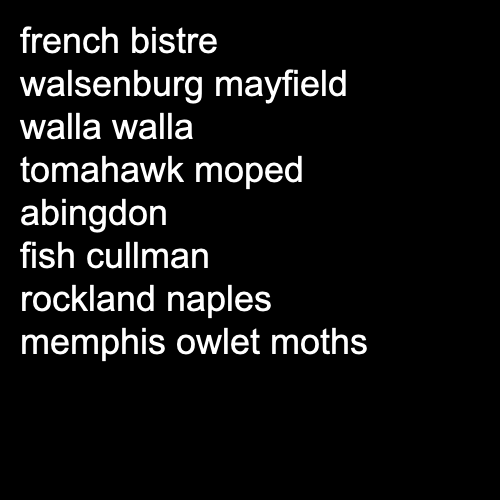 french bistre
walsenburg mayfield
walla walla
tomahawk moped
abingdon
fish cullman
rockland naples
memphis owlet moths